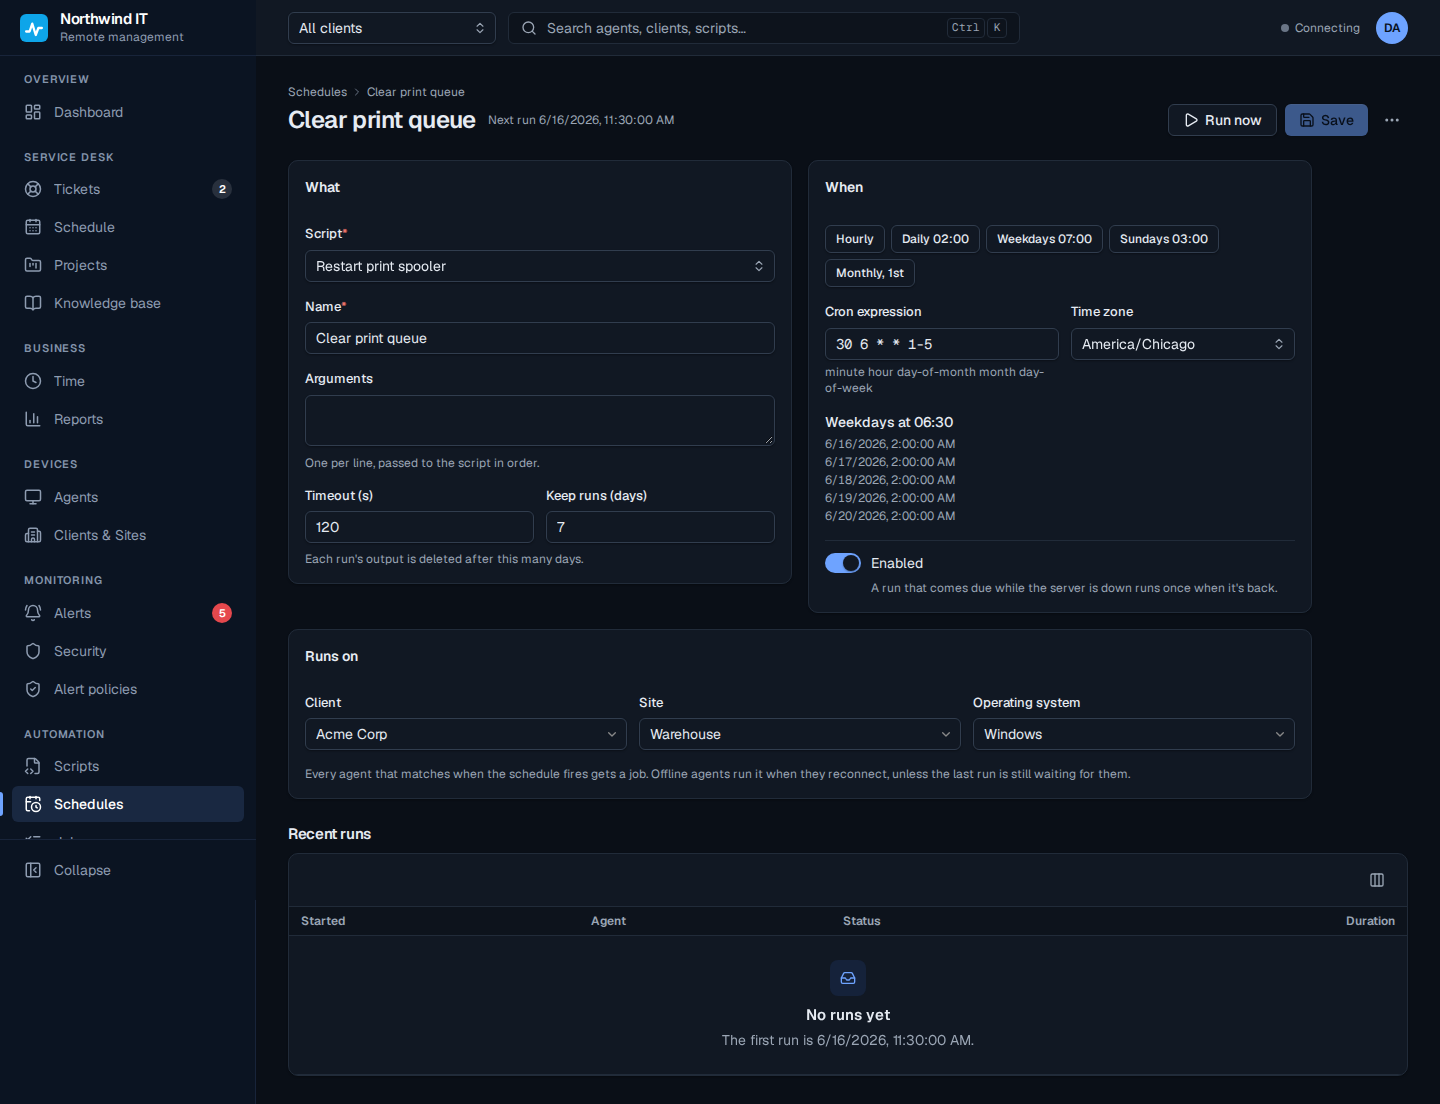 Northwind IT
Remote management
All clients
Search agents, clients, scripts...
Ctrl K
Connecting
DA
OVERVIEW
Dashboard
SERVICE DESK
Tickets
2
Schedule
Projects
Knowledge base
BUSINESS
Time
Reports
DEVICES
Agents
Clients & Sites
MONITORING
Alerts
5
Security
Alert policies
AUTOMATION
Scripts
Schedules
Collapse
Schedules > Clear print queue
Clear print queue
Next run 6/16/2026, 11:30:00 AM
Run now
Save
What
Script*
Restart print spooler
Name*
Clear print queue
Arguments
One per line, passed to the script in order.
Timeout (s)
Keep runs (days)
120
7
Each run's output is deleted after this many days.
When
Hourly
Daily 02:00
Weekdays 07:00
Sundays 03:00
Monthly, 1st
Cron expression
Time zone
30 6 * * 1-5
America/Chicago
minute hour day-of-month month day-
of-week
Weekdays at 06:30
6/16/2026, 2:00:00 AM
6/17/2026, 2:00:00 AM
6/18/2026, 2:00:00 AM
6/19/2026, 2:00:00 AM
6/20/2026, 2:00:00 AM
Enabled
A run that comes due while the server is down runs once when it's back.
Runs on
Client
Site
Operating system
Acme Corp
Warehouse
Windows
Every agent that matches when the schedule fires gets a job. Offline agents run it when they reconnect, unless the last run is still waiting for them.
Recent runs
Started
Agent
Status
Duration
No runs yet
The first run is 6/16/2026, 11:30:00 AM.